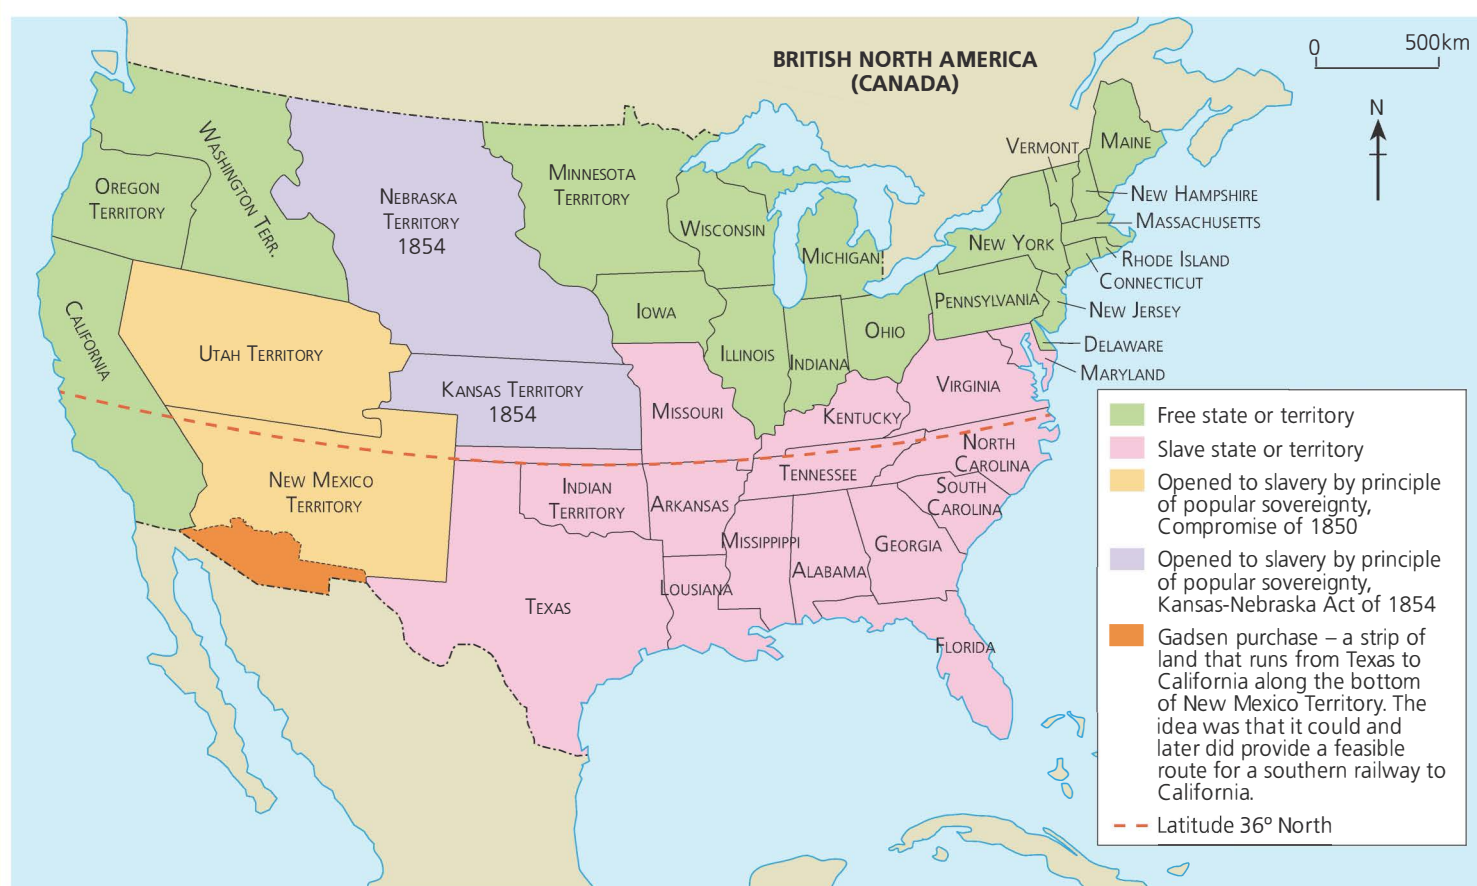 BRITISH NORTH AMERICA
(CANADA)
0 500km
N
WASHINGTON TERR.
OREGON
TERRITORY
NEBRASKA
TERRITORY
1854
MINNESOTA
TERRITORY
WISCONSIN
MICHIGAN
VERMONT
MAINE
NEW HAMPSHIRE
MASSACHUSETTS
NEW YORK
RHODE ISLAND
CONNECTICUT
PENNSYLVANIA
NEW JERSEY
DELAWARE
MARYLAND
CALIFORNIA
UTAH TERRITORY
IOWA
ILLINOIS
INDIANA
OHIO
KANSAS TERRITORY
1854
MISSOURI
KENTUCKY
VIRGINIA
NEW MEXICO
TERRITORY
INDIAN
TERRITORY
ARKANSAS
TENNESSEE
NORTH
CAROLINA
SOUTH
CAROLINA
MISSISSIPPI
ALABAMA
GEORGIA
LOUSIANA
TEXAS
FLORIDA
Free state or territory
Slave state or territory
Opened to slavery by principle
of popular sovereignty,
Compromise of 1850
Opened to slavery by principle
of popular sovereignty,
Kansas-Nebraska Act of 1854
Gadsen purchase – a strip of
land that runs from Texas to
California along the bottom
of New Mexico Territory. The
idea was that it could and
later did provide a feasible
route for a southern railway to
California.
Latitude 36º North